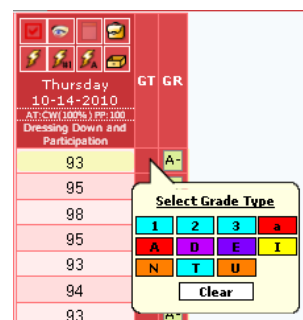 Thursday
10-14-2010
AT:CW(100%) PP:100
Dressing Down and
Participation
GT GR
93
A-
95
98
95
93
94
93
A-
Select Grade Type
1 2 3 a
A D E I
N T U
Clear